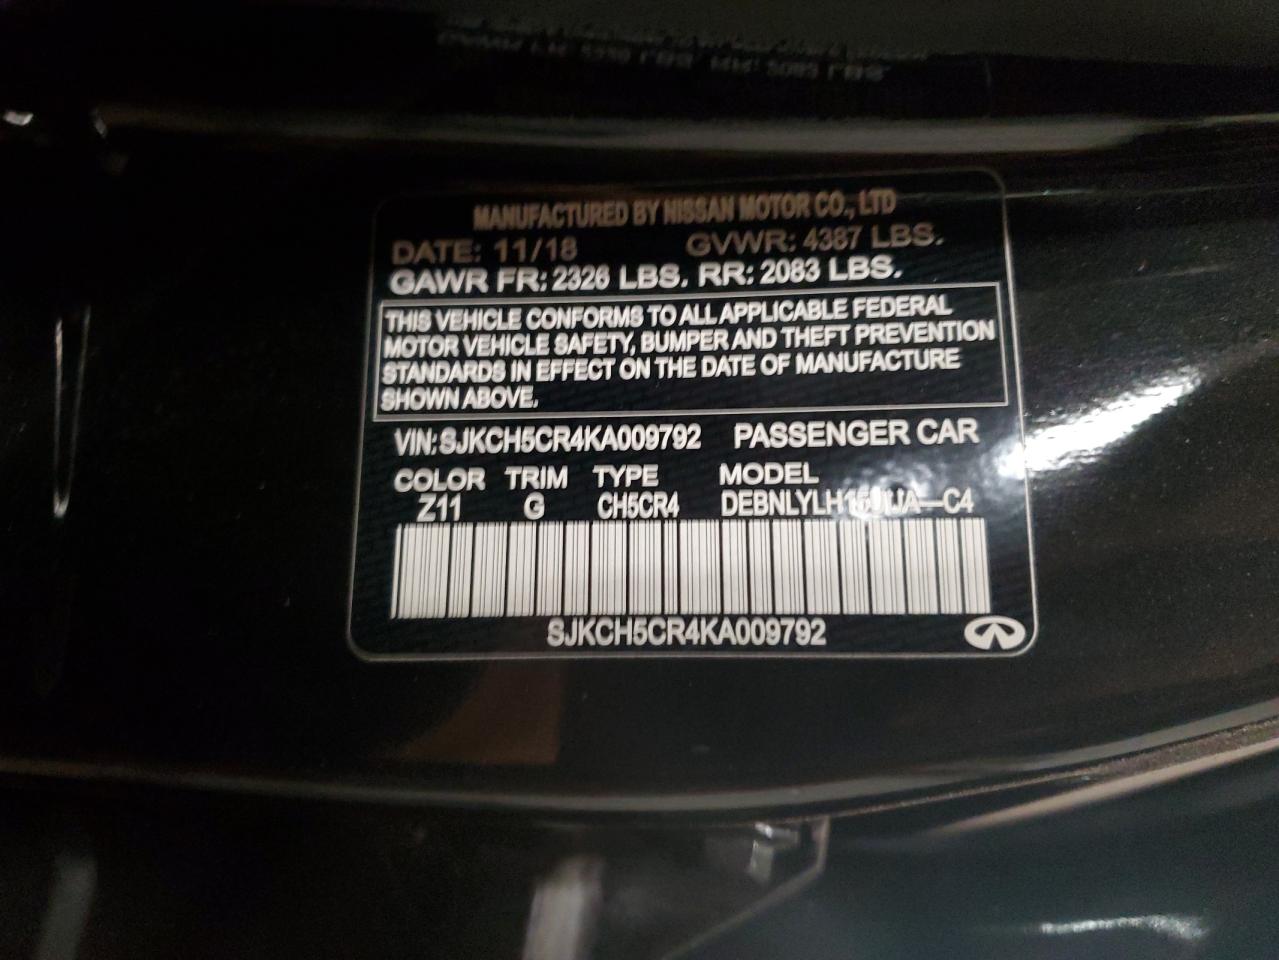 MANUFACTURED BY NISSAN MOTOR CO., LTD
DATE: 11/18 GVWR: 4387 LBS.
GAWR FR: 2326 LBS. RR: 2083 LBS.
THIS VEHICLE CONFORMS TO ALL APPLICABLE FEDERAL
MOTOR VEHICLE SAFETY, BUMPER AND THEFT PREVENTION
STANDARDS IN EFFECT ON THE DATE OF MANUFACTURE
SHOWN ABOVE.
VIN: SJKCH5CR4KA009792 PASSENGER CAR
COLOR TRIM TYPE MODEL
Z11 G CH5CR4
SJKCH5CR4KA009792